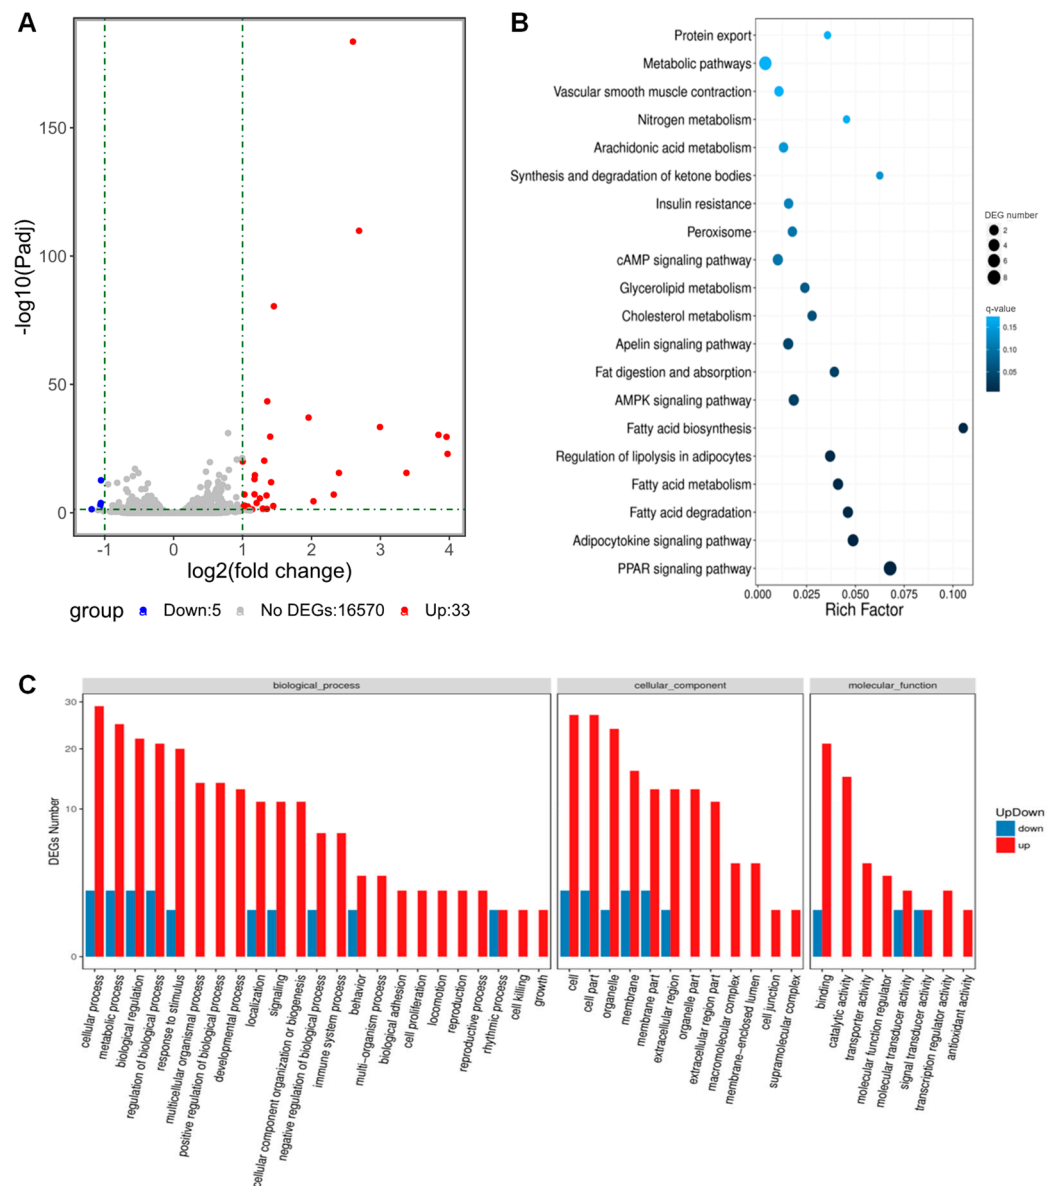 A
-log10(Padj)
150
100
50
0
-1
0
1
2
3
4
log2(fold change)
group
Down:5
No DEGs:16570
Up:33
B
Protein export
Metabolic pathways
Vascular smooth muscle contraction
Nitrogen metabolism
Arachidonic acid metabolism
Synthesis and degradation of ketone bodies
Insulin resistance
Peroxisome
cAMP signaling pathway
Glycerolipid metabolism
Cholesterol metabolism
Apelin signaling pathway
Fat digestion and absorption
AMPK signaling pathway
Fatty acid biosynthesis
Regulation of lipolysis in adipocytes
Fatty acid metabolism
Fatty acid degradation
Adipocytokine signaling pathway
PPAR signaling pathway
0.000
0.025
0.050
0.075
0.100
Rich Factor
DEG number
2
4
6
8
q-value
0.15
0.10
0.05
C
biological_process
cellular_component
molecular_function
DEGs Number
30
20
10
0
cellular process
metabolic process
biological regulation
regulation of biological process
response to stimulus
multicellular organismal process
positive regulation of biological process
developmental process
localization
signaling
cellular component organization or biogenesis
negative regulation of biological process
immune system process
behavior
multi-organism process
biological adhesion
cell proliferation
locomotion
reproduction
reproductive process
rhythmic process
cell killing
growth
cell
cell part
organelle
membrane
membrane part
extracellular region
organelle part
extracellular region part
macromolecular complex
membrane-enclosed lumen
cell junction
supramolecular complex
binding
catalytic activity
transporter activity
molecular function regulator
molecular transducer activity
signal transducer activity
transcription regulator activity
antioxidant activity
UpDown
down
up